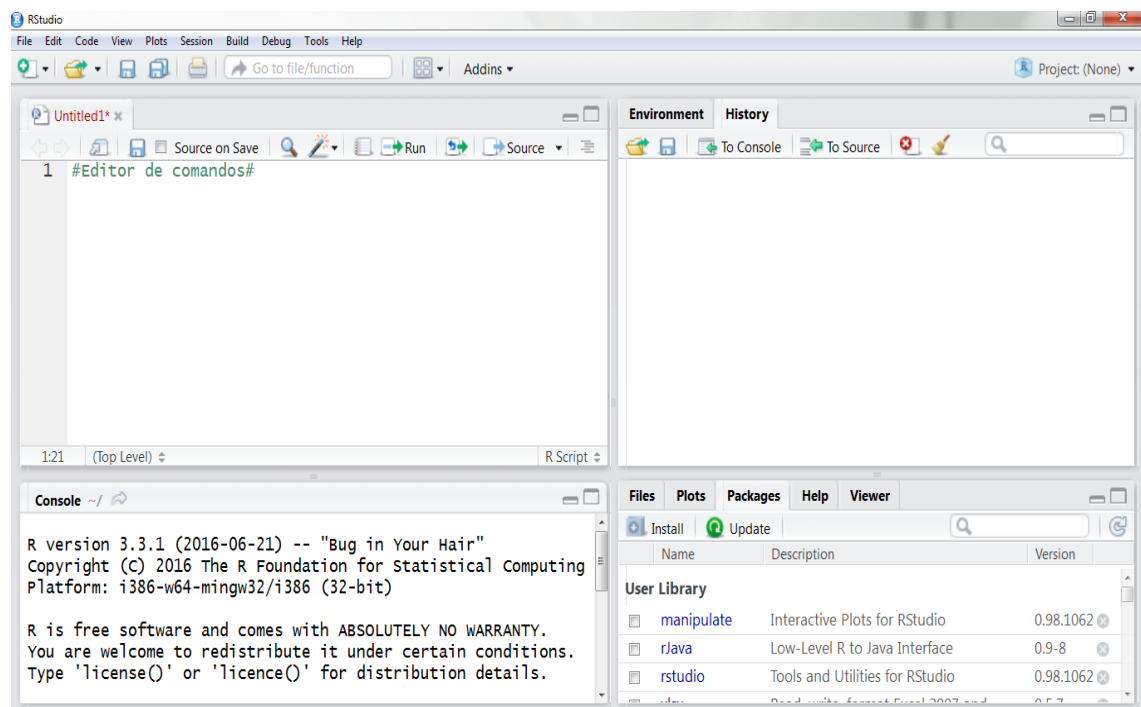 RStudio
File Edit Code View Plots Session Build Debug Tools Help
Go to file/function Addins Project: (None)
Untitled1*
Source on Save Run Source
1 #Editor de comandos#
1:21 (Top Level) R Script
Console ~/
R version 3.3.1 (2016-06-21) -- "Bug in Your Hair"
Copyright (C) 2016 The R Foundation for Statistical Computing
Platform: i386-w64-mingw32/i386 (32-bit)
R is free software and comes with ABSOLUTELY NO WARRANTY.
You are welcome to redistribute it under certain conditions.
Type 'license()' or 'licence()' for distribution details.
Environment History
To Console To Source
Files Plots Packages Help Viewer
Install Update
Name Description Version
User Library
manipulate Interactive Plots for RStudio 0.98.1062
rJava Low-Level R to Java Interface 0.9-8
rstudio Tools and Utilities for RStudio 0.98.1062